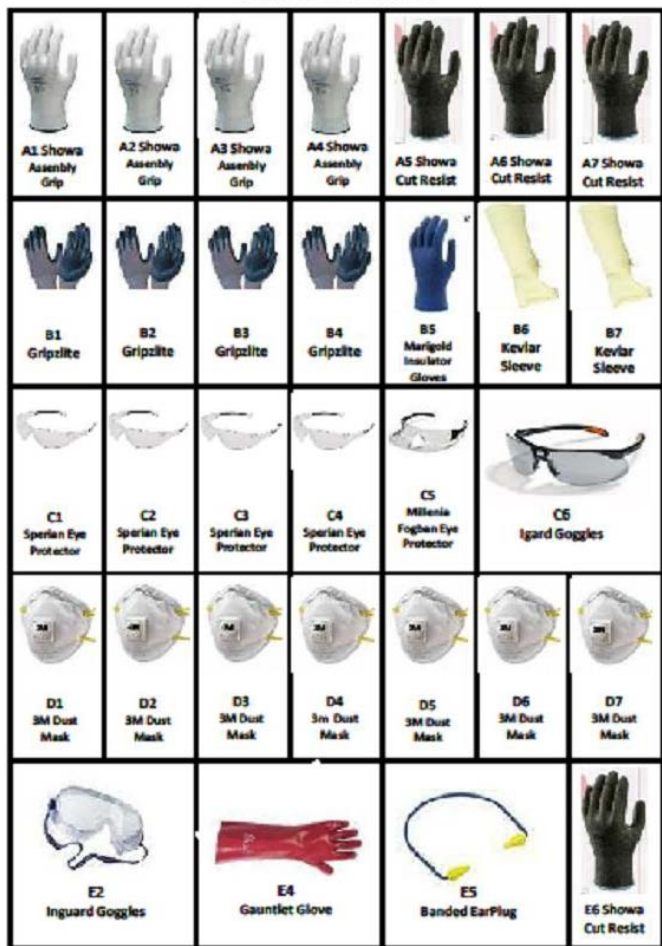 A1 Showa
Assenbly
Grip
A2 Showa
Assenbly
Grip
A3 Showa
Assenbly
Grip
A4 Showa
Assenbly
Grip
A5 Showa
Cut Resist
A6 Showa
Cut Resist
A7 Showa
Cut Resist
B1
Gripzlite
B2
Gripzlite
B3
Gripzlite
B4
Gripzlite
B5
Marigold
Insulator
Gloves
B6
Kevlar
Sleeve
B7
Kevlar
Sleeve
C1
Sperian Eye
Protector
C2
Sperian Eye
Protector
C3
Sperian Eye
Protector
C4
Sperian Eye
Protector
C5
Millenia
Fogban Eye
Protector
C6
Igard Goggles
D1
3M Dust
Mask
D2
3M Dust
Mask
D3
3M Dust
Mask
D4
3m Dust
Mask
D5
3M Dust
Mask
D6
3M Dust
Mask
D7
3M Dust
Mask
E2
Inguard Goggles
E4
Gauntlet Glove
E5
Banded EarPlug
E6 Showa
Cut Resist